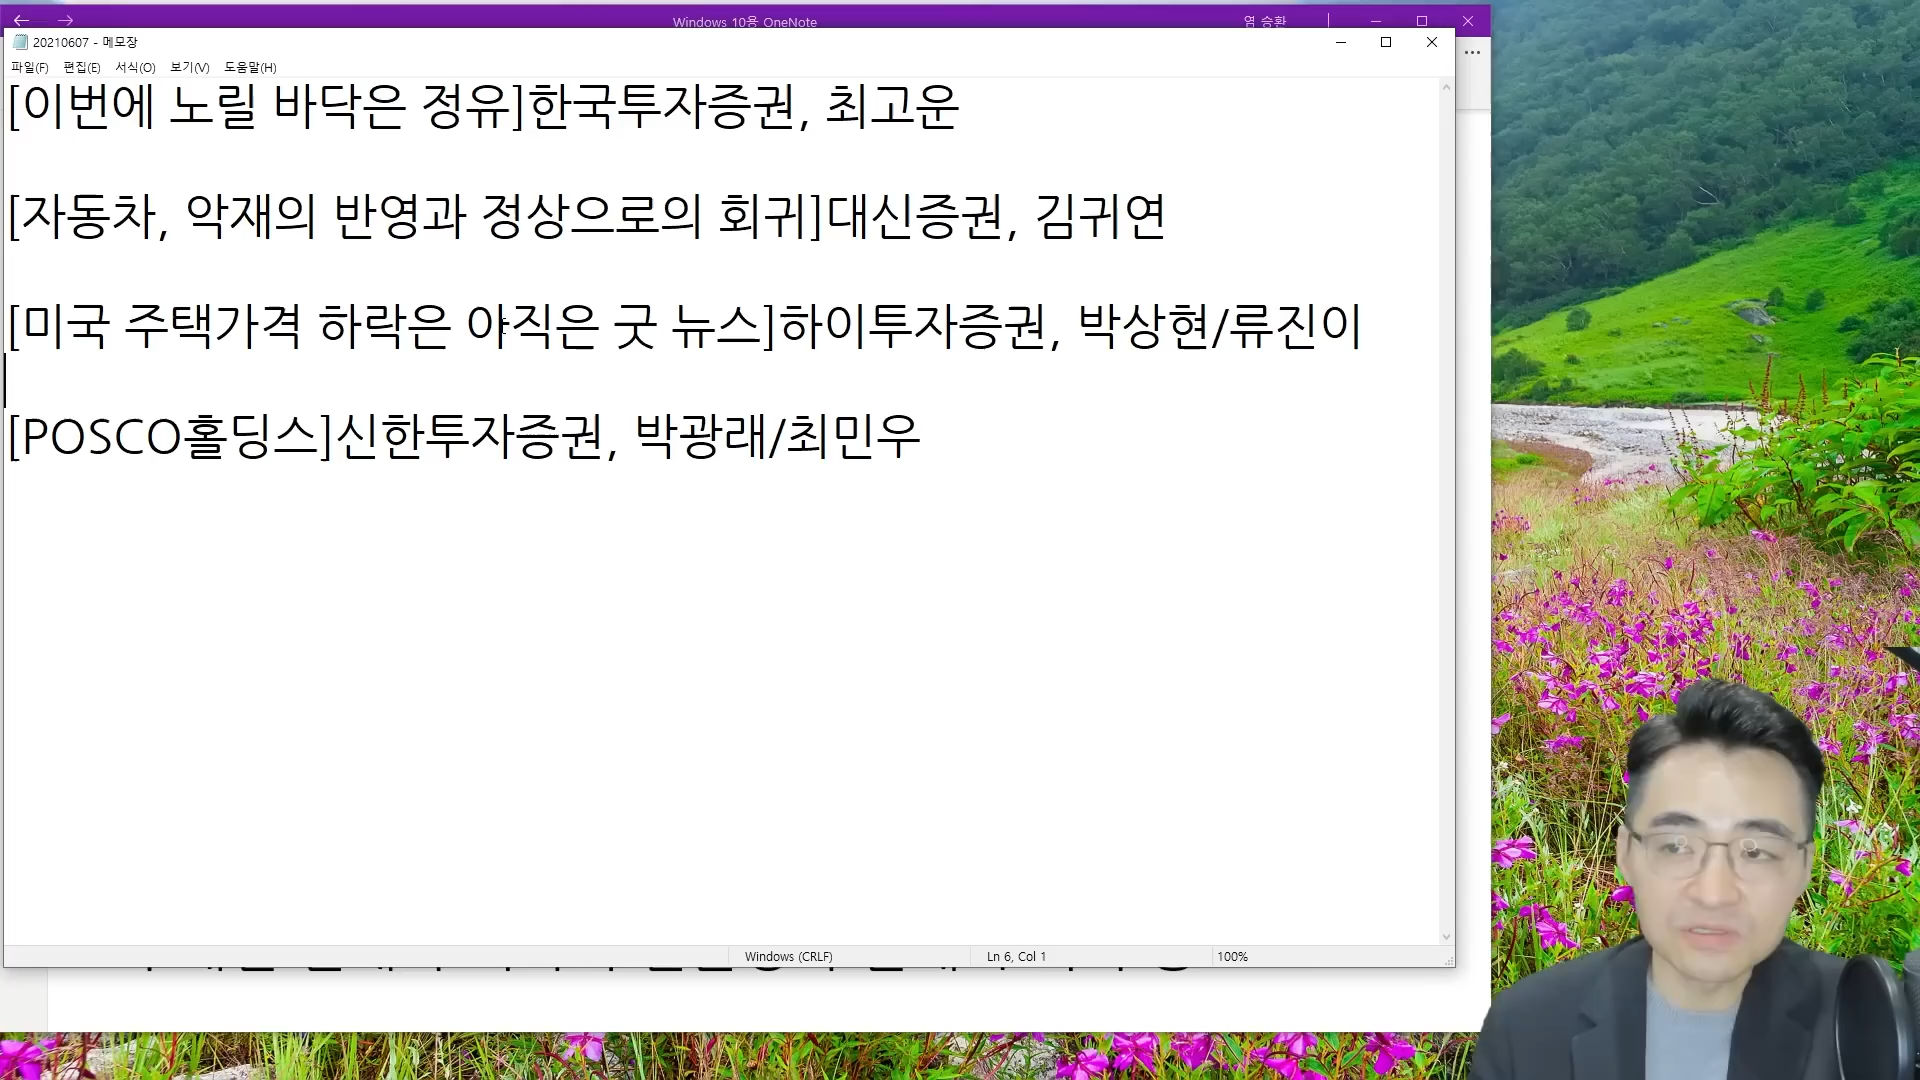 Windows 10용 OneNote
염 승환
20210607 - 메모장
파일(F) 편집(E) 서식(O) 보기(V) 도움말(H)
[이번에 노릴 바닥은 정유]한국투자증권, 최고운
[자동차, 악재의 반영과 정상으로의 회귀]대신증권, 김귀연
[미국 주택가격 하락은 아직은 굿 뉴스]하이투자증권, 박상현/류진이
[POSCO홀딩스]신한투자증권, 박광래/최민우
Windows (CRLF) Ln 6, Col 1 100%